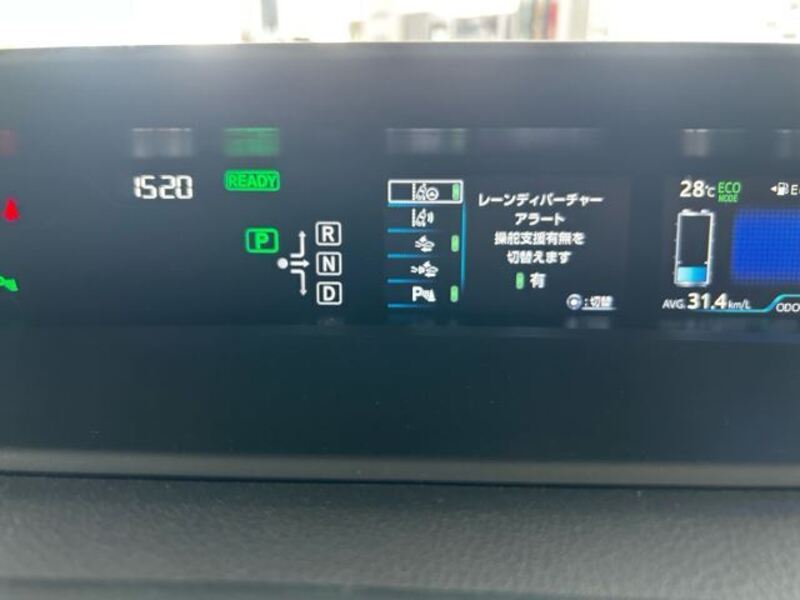 15:20
READY
P
R
N
D
P
レーンディパーチャー
アラート
操舵支援有無を
切替えます
有
:切替
28℃
ECO
MODE
AVG.31.4km/L